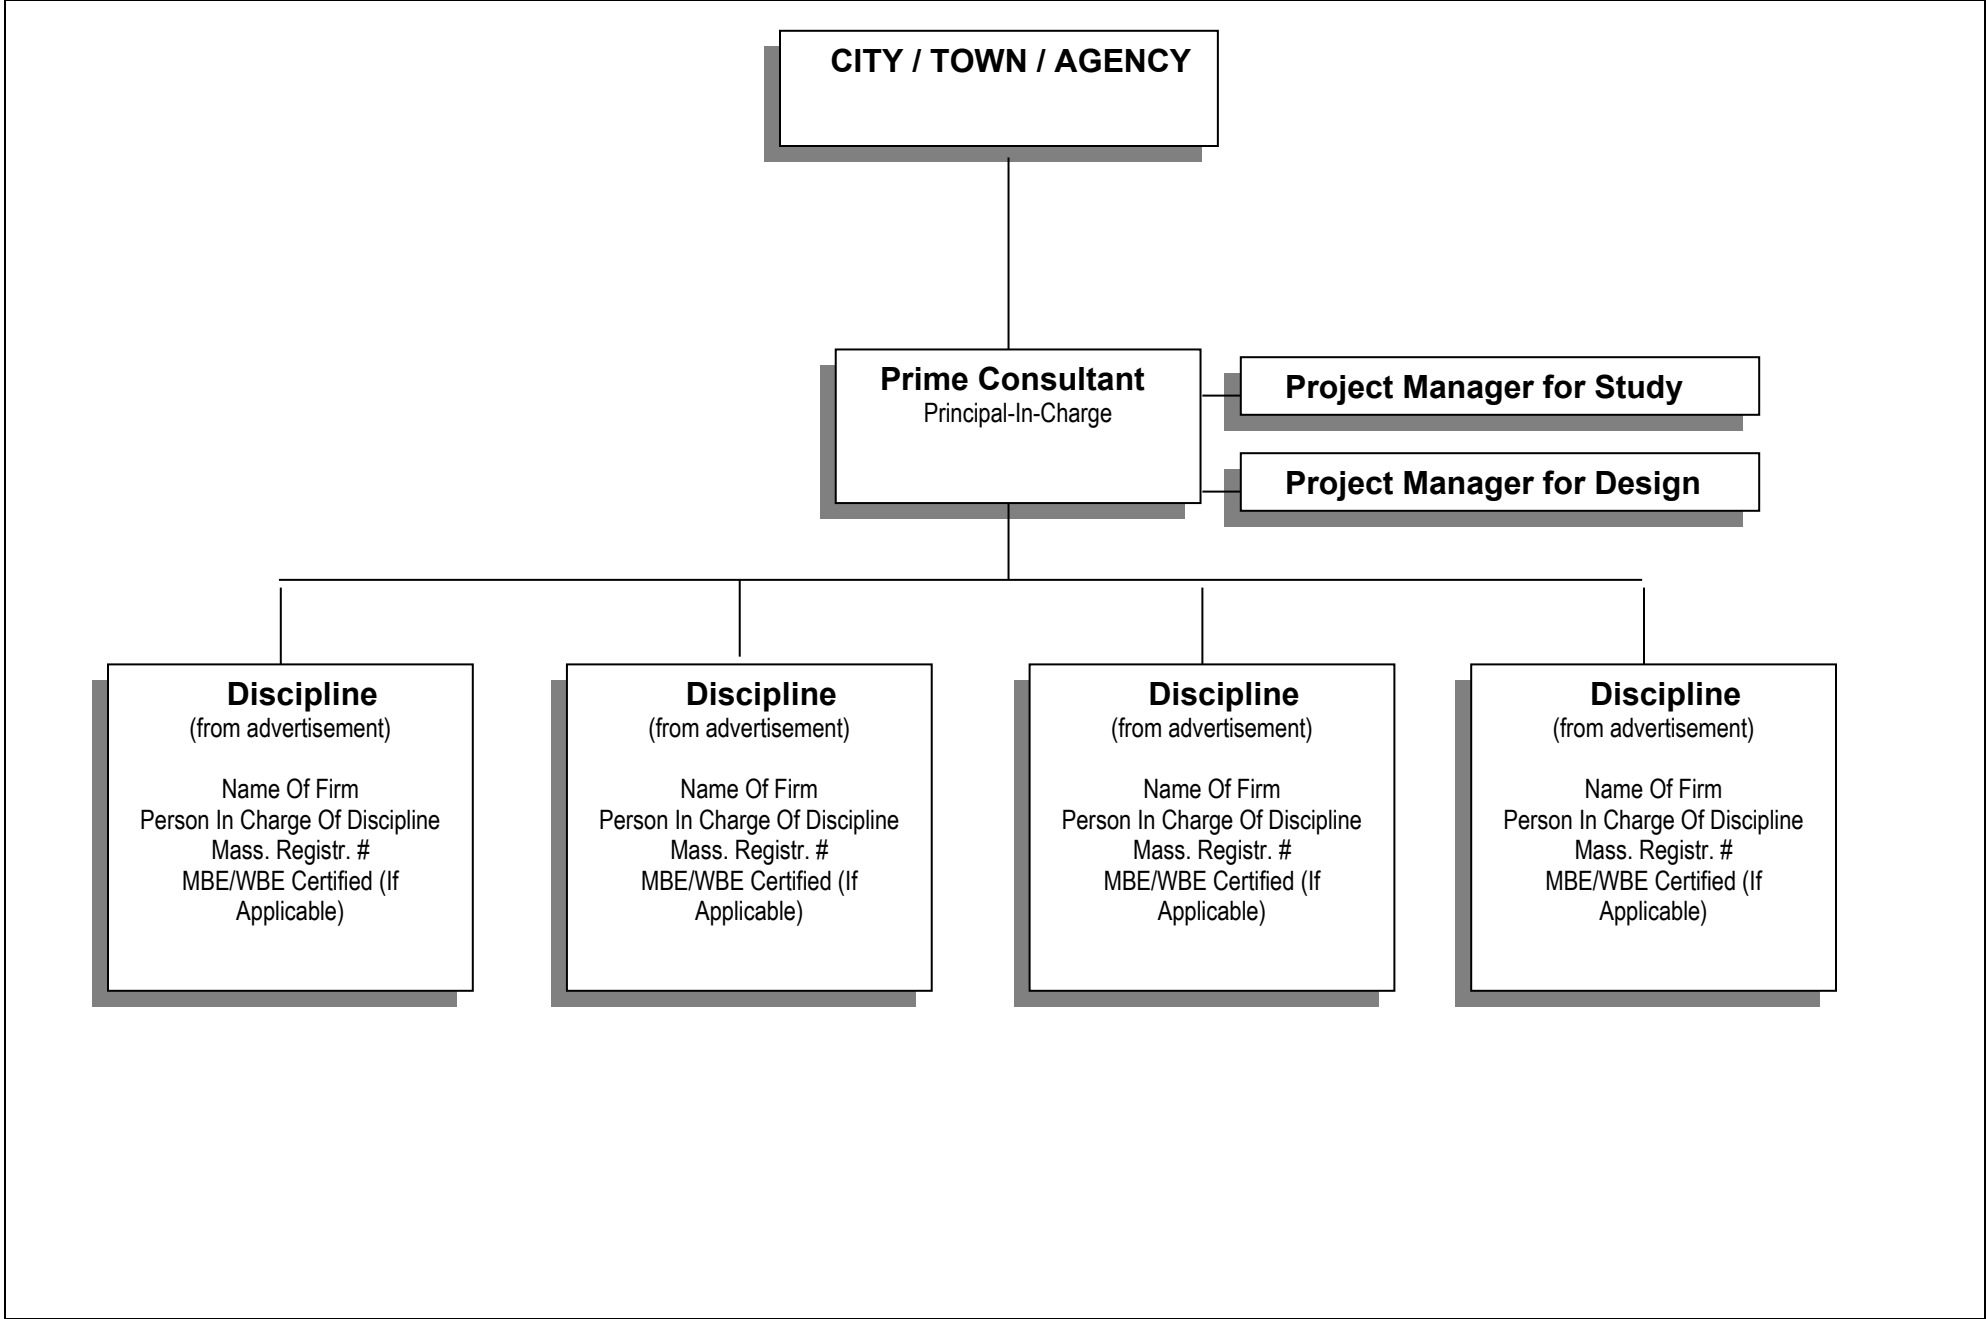 CITY / TOWN / AGENCY
Prime Consultant
Principal-In-Charge
Project Manager for Study
Project Manager for Design
Discipline
(from advertisement)
Name Of Firm
Person In Charge Of Discipline
Mass. Registr. #
MBE/WBE Certified (If
Applicable)
Discipline
(from advertisement)
Name Of Firm
Person In Charge Of Discipline
Mass. Registr. #
MBE/WBE Certified (If
Applicable)
Discipline
(from advertisement)
Name Of Firm
Person In Charge Of Discipline
Mass. Registr. #
MBE/WBE Certified (If
Applicable)
Discipline
(from advertisement)
Name Of Firm
Person In Charge Of Discipline
Mass. Registr. #
MBE/WBE Certified (If
Applicable)